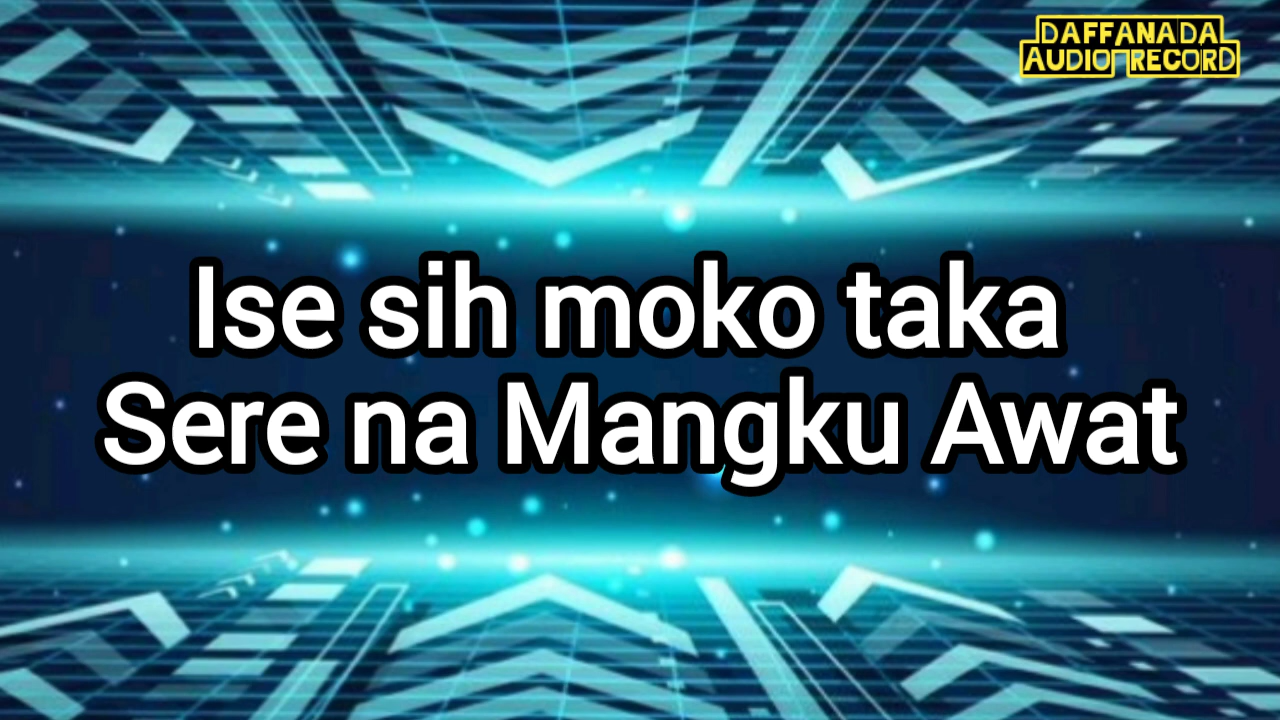 DAFFANADA
AUDIO RECORD
Ise sih moko taka
Sere na Mangku Awat